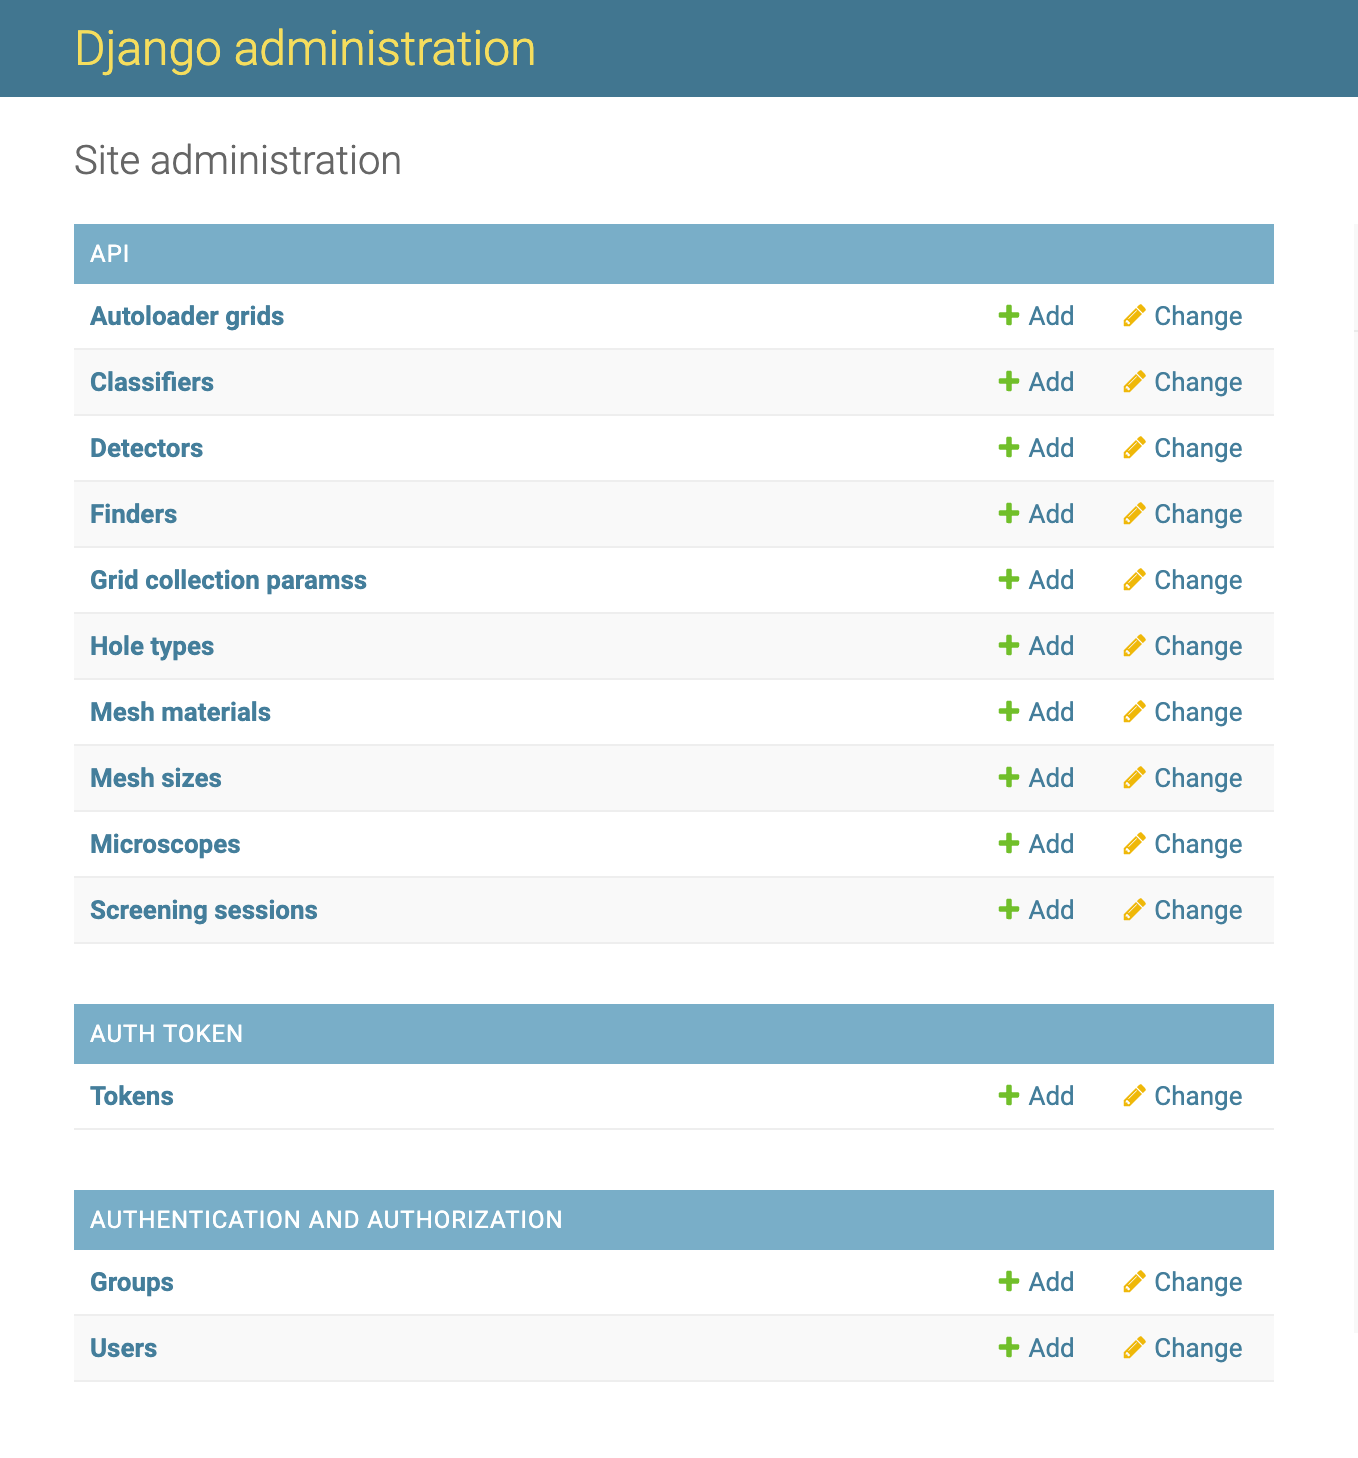 Django administration
Site administration
API
Autoloader grids Add Change
Classifiers Add Change
Detectors Add Change
Finders Add Change
Grid collection paramss Add Change
Hole types Add Change
Mesh materials Add Change
Mesh sizes Add Change
Microscopes Add Change
Screening sessions Add Change
AUTH TOKEN
Tokens Add Change
AUTHENTICATION AND AUTHORIZATION
Groups Add Change
Users Add Change